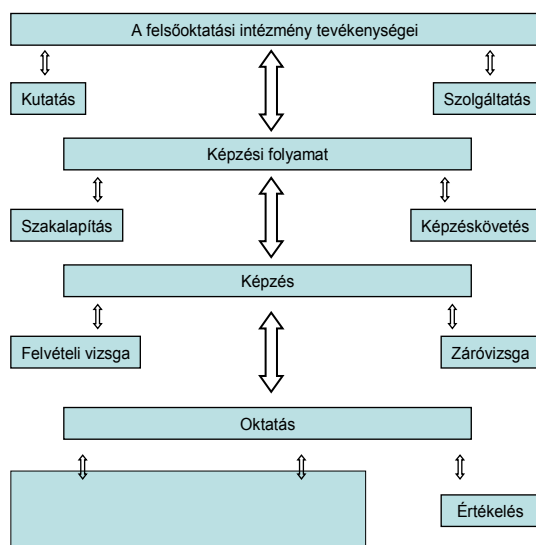 A felsőoktatási intézmény tevékenységei
Kutatás
Szolgáltatás
Képzési folyamat
Szakalapítás
Képzéskövetés
Képzés
Felvételi vizsga
Záróvizsga
Oktatás
Értékelés